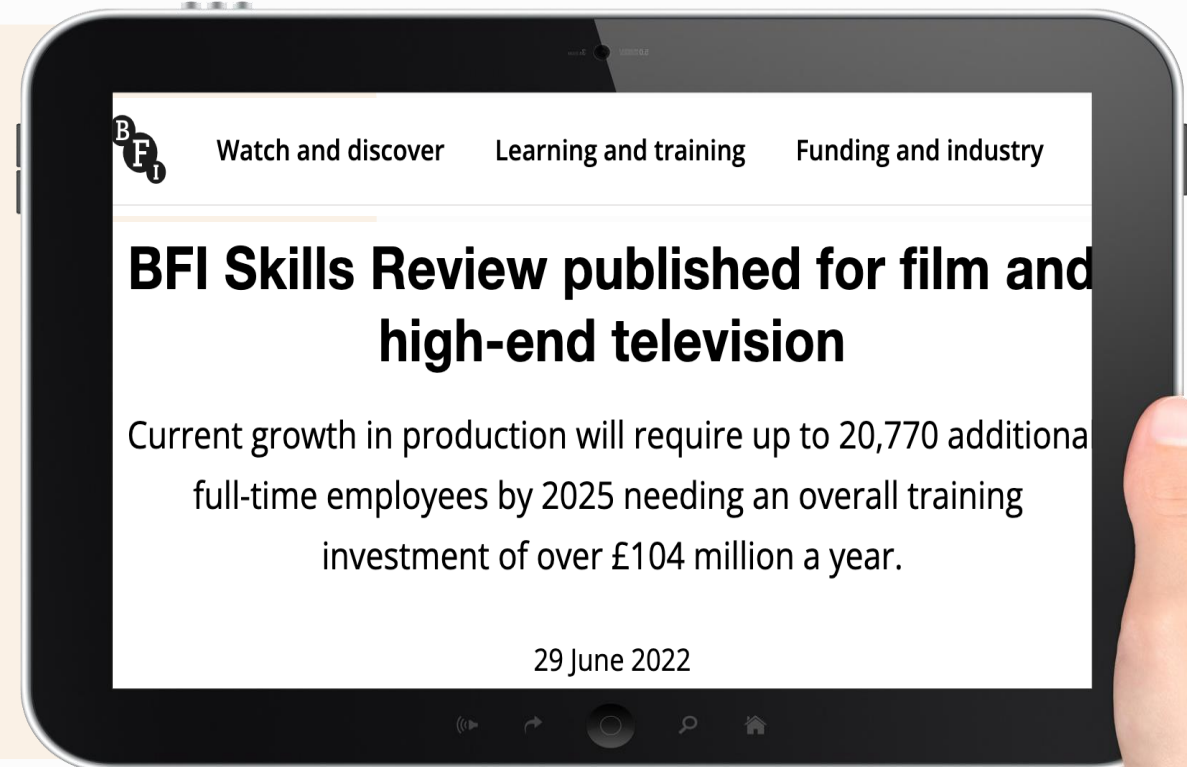 BFI
Watch and discover Learning and training Funding and industry
BFI Skills Review published for film and
high-end television
Current growth in production will require up to 20,770 additiona
full-time employees by 2025 needing an overall training
investment of over £104 million a year.
29 June 2022